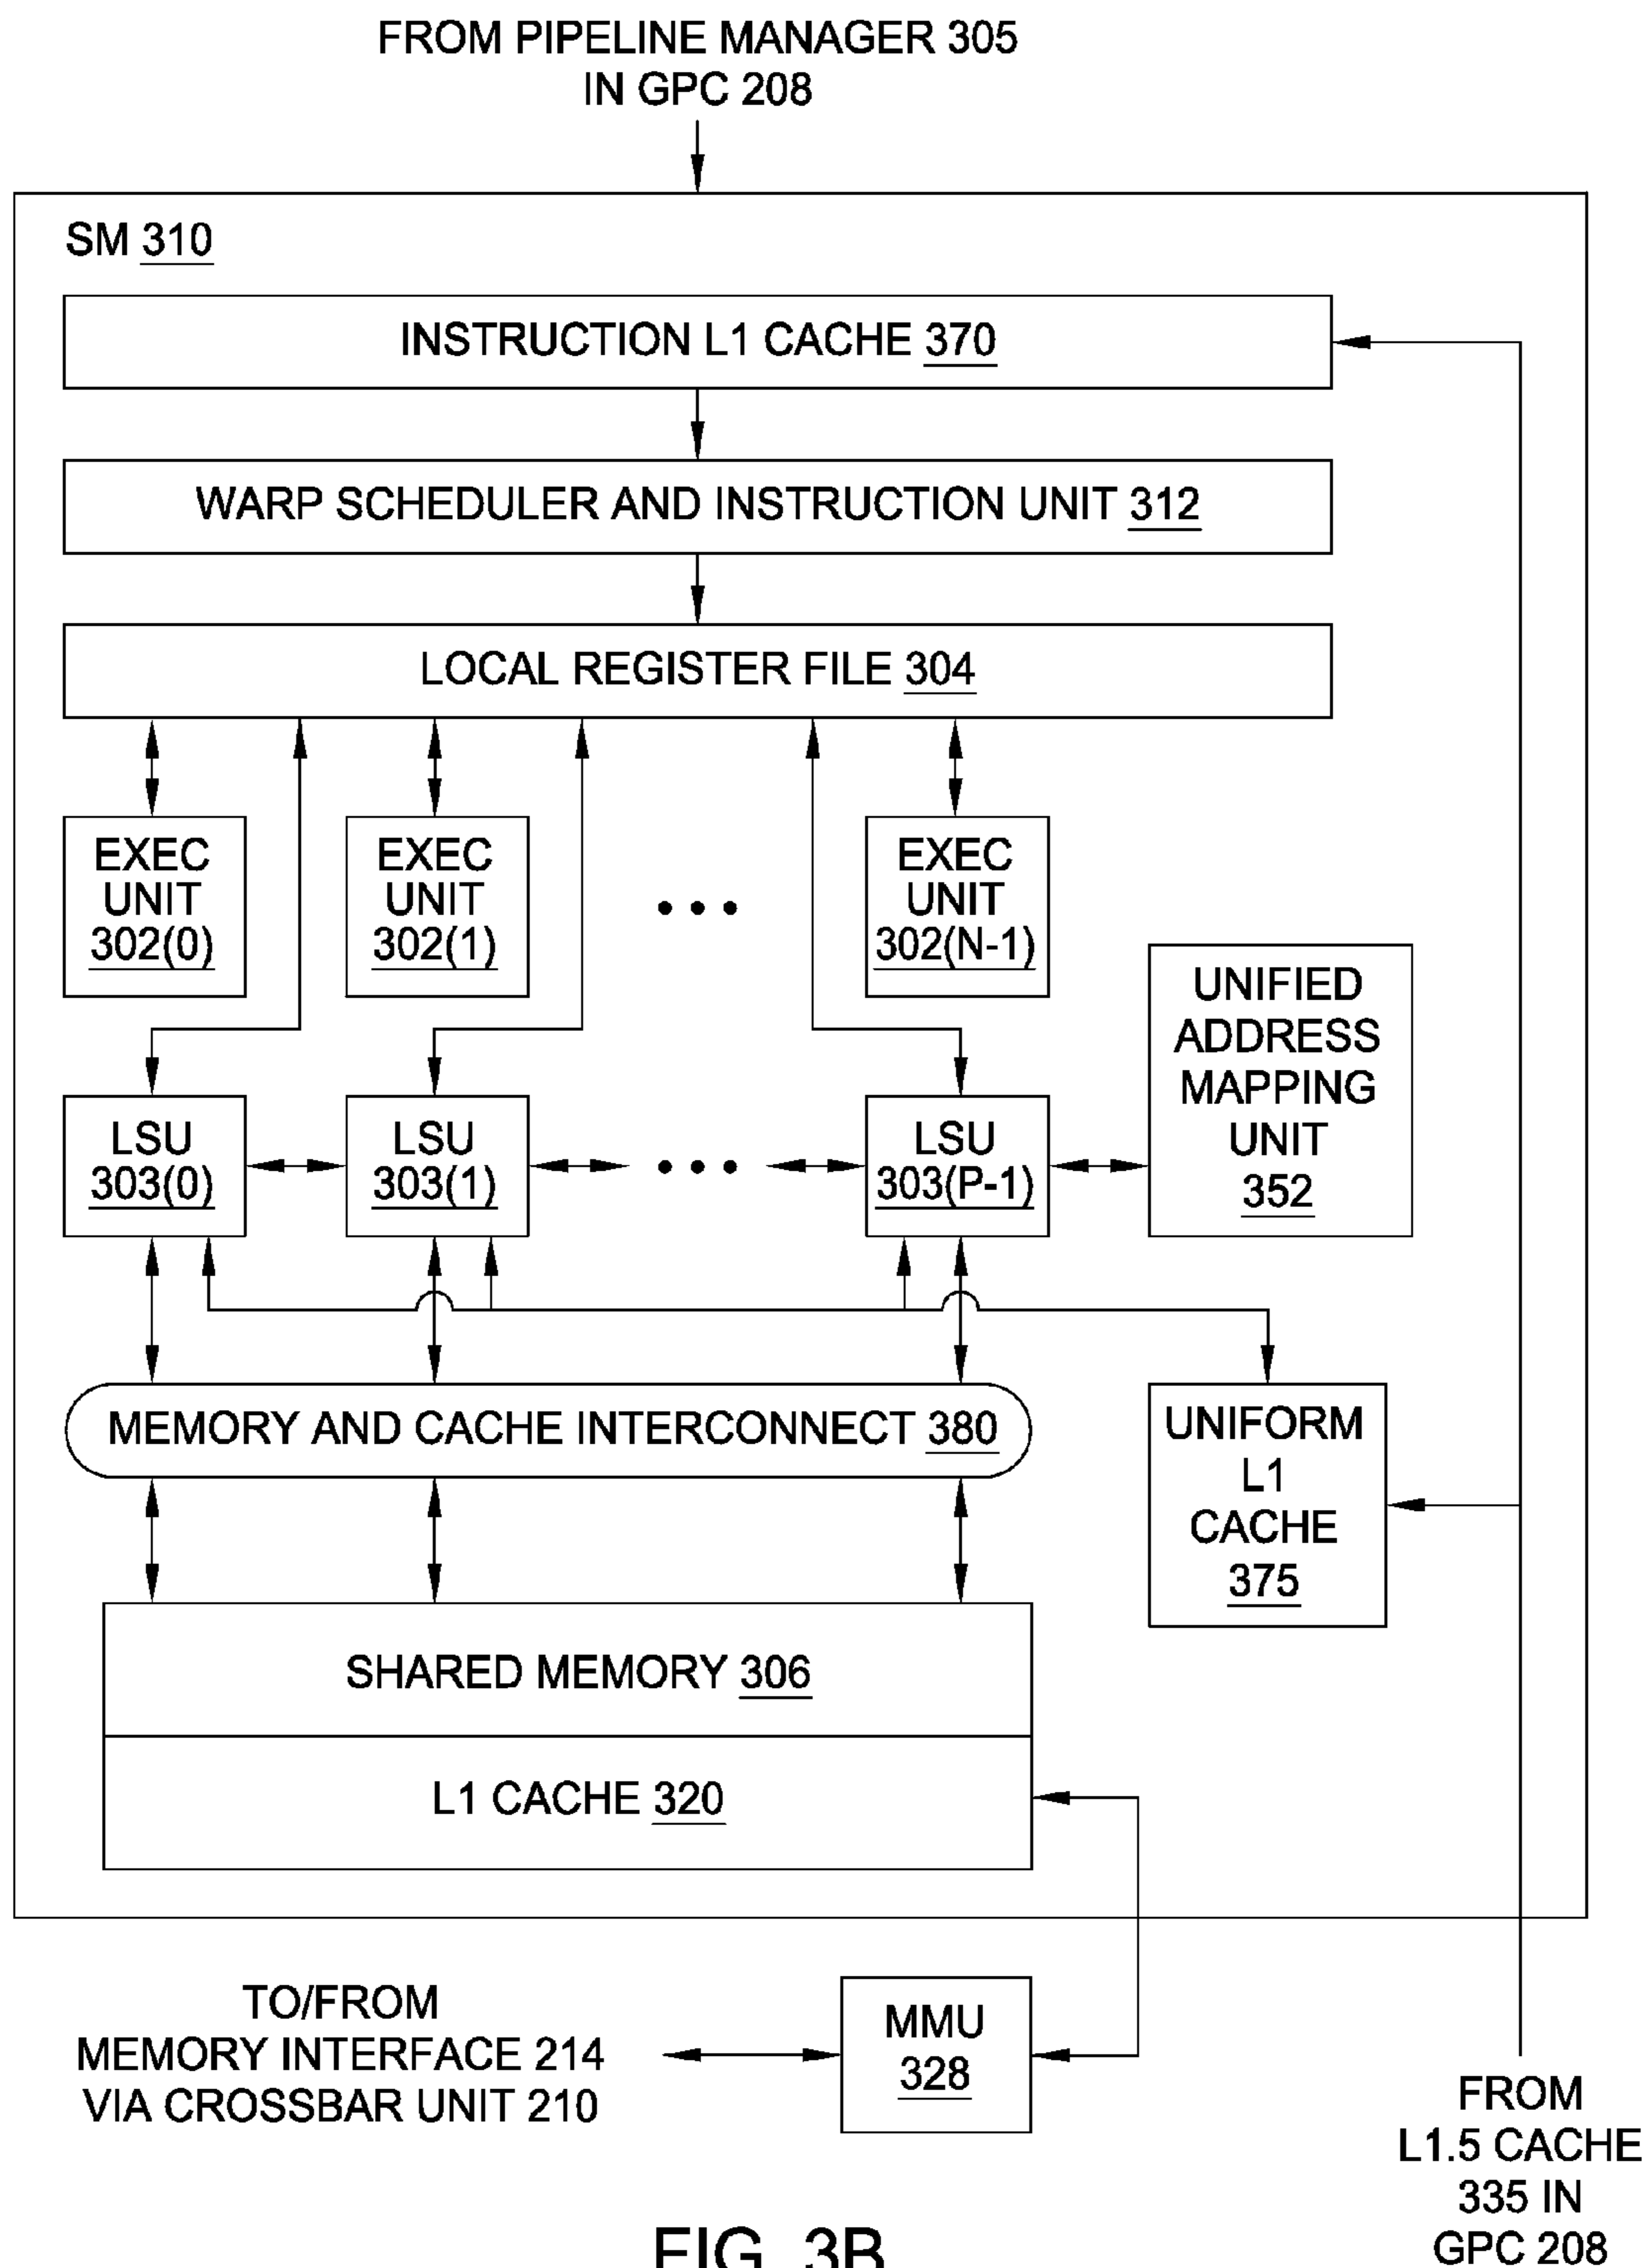 FROM PIPELINE MANAGER 305
IN GPC 208
SM 310
INSTRUCTION L1 CACHE 370
WARP SCHEDULER AND INSTRUCTION UNIT 312
LOCAL REGISTER FILE 304
EXEC
UNIT
302(0)
EXEC
UNIT
302(1)
EXEC
UNIT
302(N-1)
UNIFIED
ADDRESS
MAPPING
UNIT
352
LSU
303(0)
LSU
303(1)
LSU
303(P-1)
MEMORY AND CACHE INTERCONNECT 380
UNIFORM
L1
CACHE
375
SHARED MEMORY 306
L1 CACHE 320
TO/FROM
MEMORY INTERFACE 214
VIA CROSSBAR UNIT 210
MMU
328
FROM
L1.5 CACHE
335 IN
GPC 208
FIG. 3B